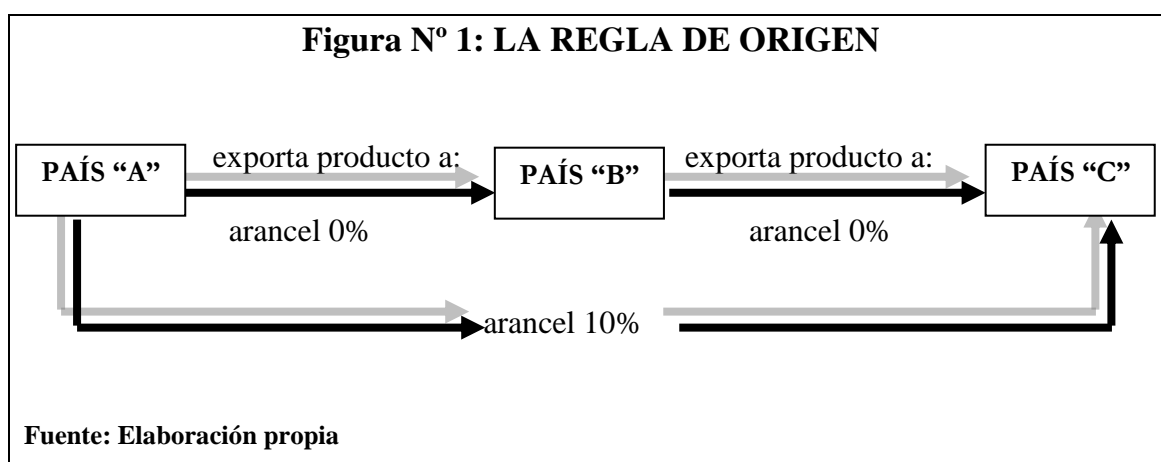 Figura Nº 1: LA REGLA DE ORIGEN
exporta producto a:
exporta producto a:
PAÍS “A”
PAÍS “B”
PAÍS “C”
arancel 0%
arancel 0%
arancel 10%
Fuente: Elaboración propia